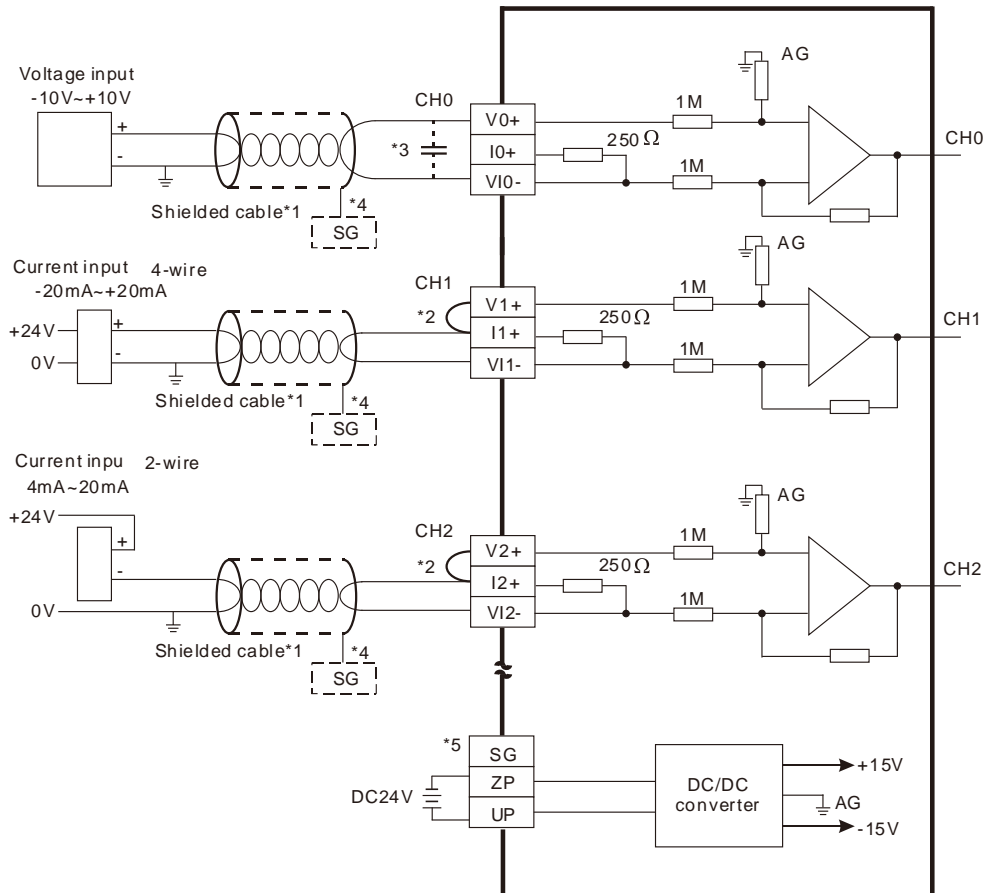 Voltage input
-10V~+10V
+
-
Shielded cable*1
*4
SG
*3
CH0
V0+
I0+
VI0-
250Ω
1M
1M
AG
CH0
Current input 4-wire
-20mA~+20mA
+24V
0V
+
-
Shielded cable*1
*4
SG
CH1
*2
V1+
I1+
VI1-
250Ω
1M
1M
AG
CH1
Current inpu 2-wire
4mA~20mA
+24V
+
-
0V
Shielded cable*1
*4
SG
CH2
*2
V2+
I2+
VI2-
250Ω
1M
1M
AG
CH2
*5
SG
ZP
UP
DC24V
DC/DC
converter
+15V
AG
-15V